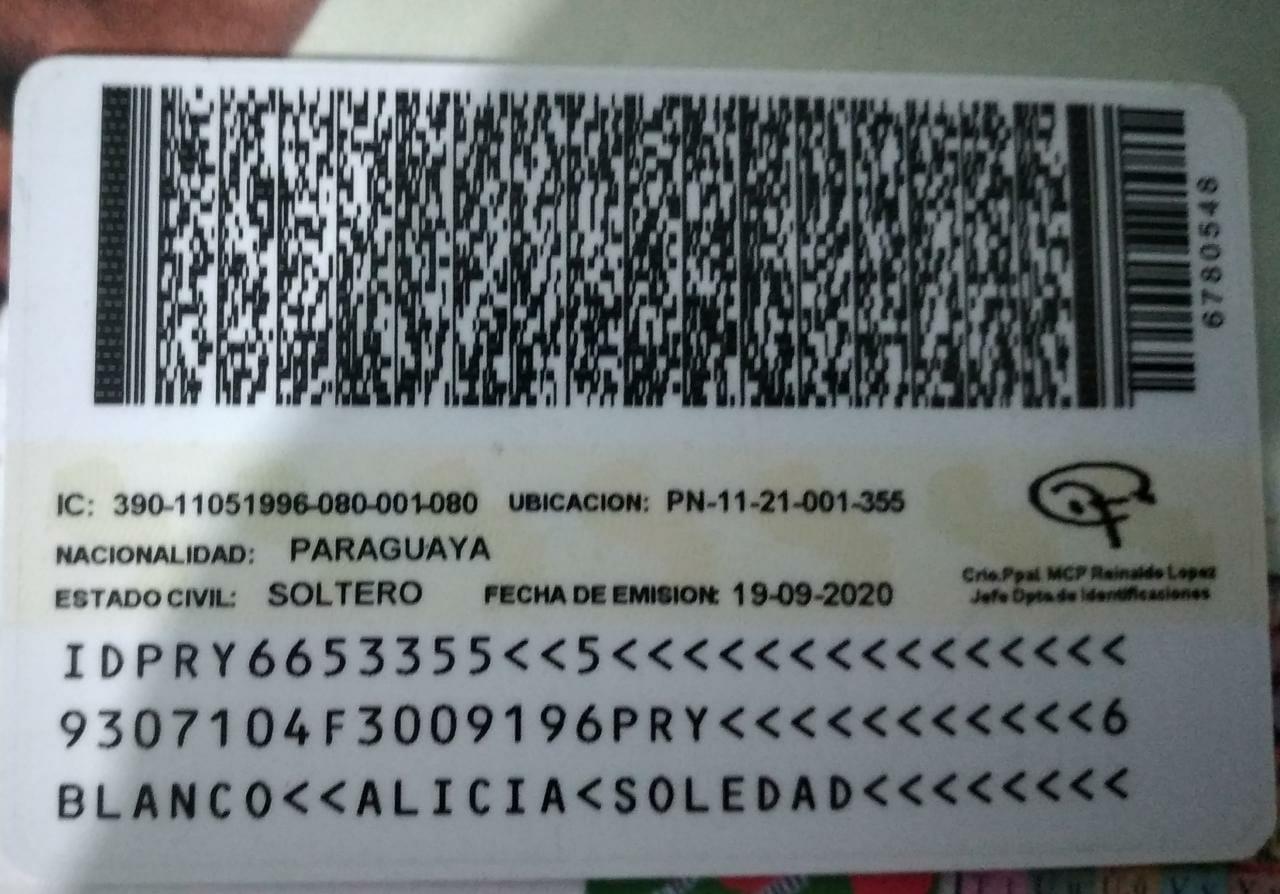 6780548
IC: 390-11051996-080-001-080 UBICACION: PN-11-21-001-355
NACIONALIDAD: PARAGUAYA
ESTADO CIVIL: SOLTERO FECHA DE EMISION: 19-09-2020
Crio.Ppal. MCP Reinaldo Lopez
Jefe Dpto de Identificaciones
IDPRY6653355<<5<<<<<<<<<<<<<<<
9307104F3009196PRY<<<<<<<<<<<6
BLANCO<<ALICIA<SOLEDAD<<<<<<<<